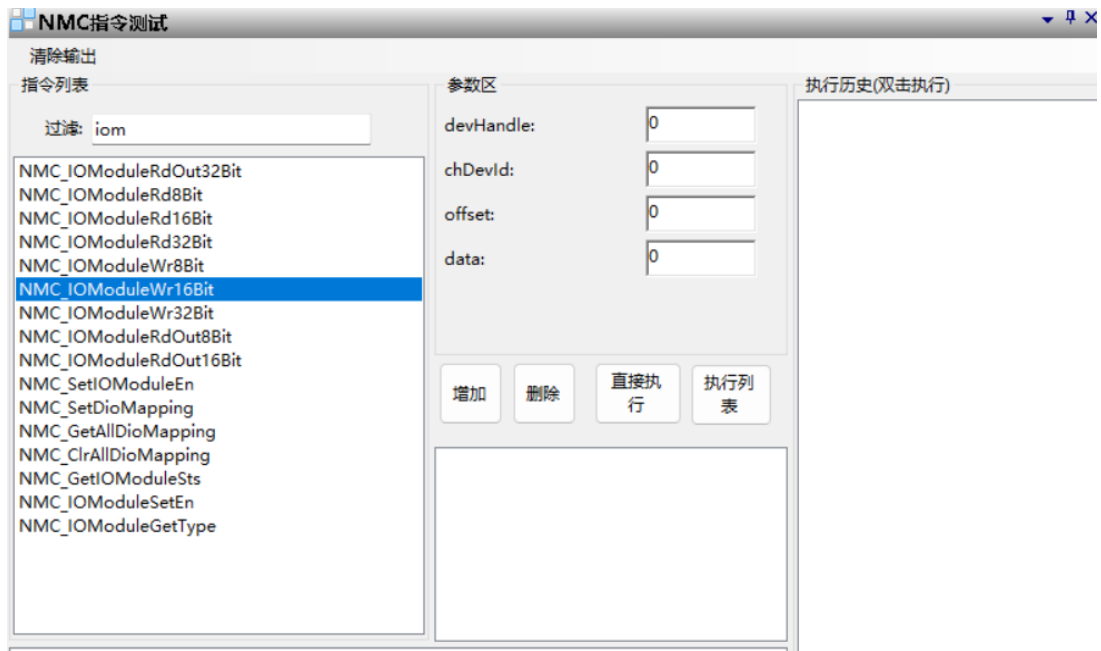 NMC指令测试
清除输出
指令列表
过滤: iom
NMC_IOModuleRdOut32Bit
NMC_IOModuleRd8Bit
NMC_IOModuleRd16Bit
NMC_IOModuleRd32Bit
NMC_IOModuleWr8Bit
NMC_IOModuleWr16Bit
NMC_IOModuleWr32Bit
NMC_IOModuleRdOut8Bit
NMC_IOModuleRdOut16Bit
NMC_SetIOModuleEn
NMC_SetDioMapping
NMC_GetAllDioMapping
NMC_ClrAllDioMapping
NMC_GetIOModuleSts
NMC_IOModuleSetEn
NMC_IOModuleGetType
参数区
devHandle: 0
chDevId: 0
offset: 0
data: 0
增加 删除 直接执
行 执行列
表
执行历史(双击执行)